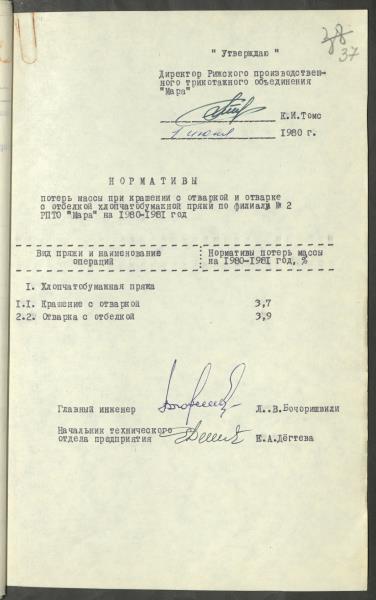 38
37
" Утверждаю "
Директор Рижского производствен-
ного трикотажного объединения
"Мара"
К.И.Томс
1 июня 1980 г.
НОРМАТИВЫ
потерь массы при крашении с отваркой и отварке
с отбелкой хлопчатобумажной пряжи по филиалу № 2
РПТО "Мара" на 1980-1981 год
Вид пряжи и наименование : Нормативы потерь массы
операций : на 1980-1981 год, %
I. Хлопчатобумажная пряжа
I.I. Крашение с отваркой 3,7
2.2. Отварка с отбелкой 3,9
Главный инженер Л..В.Бочоришвили
Начальник технического
отдела предприятия Е.А.Дёгтева